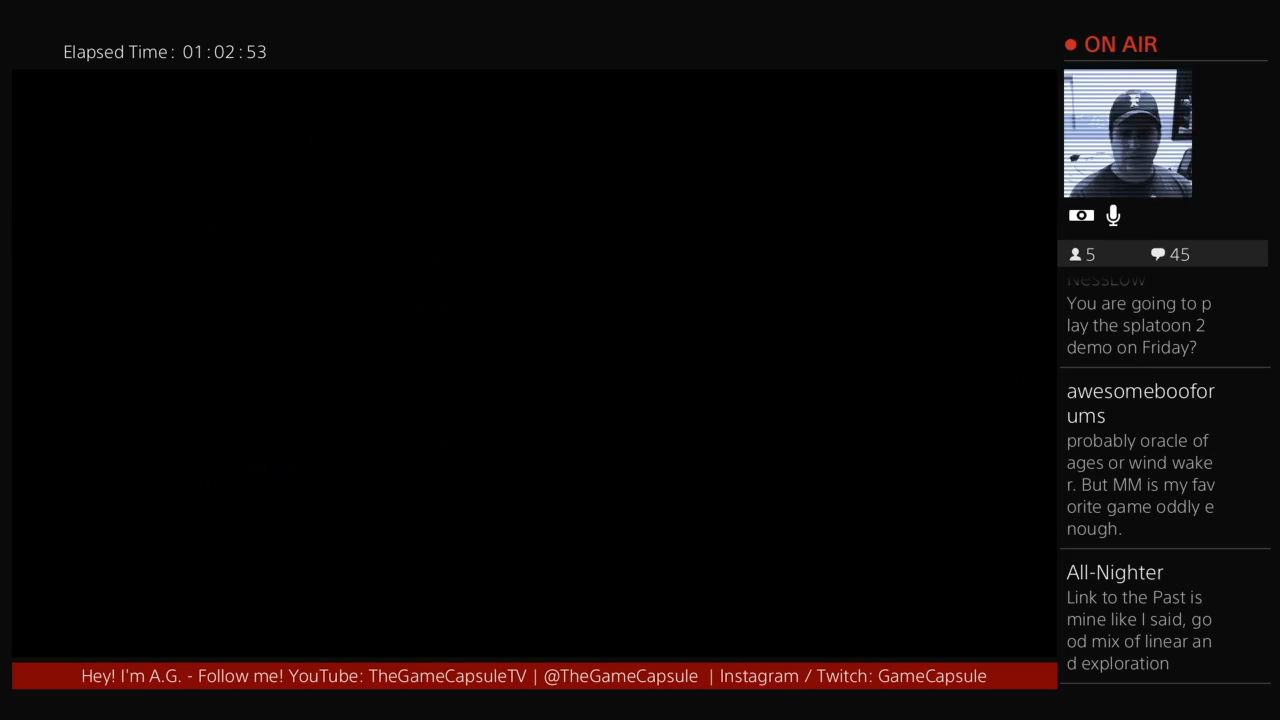 Elapsed Time: 01:02:53
ON AIR
5 45
NessLow
You are going to p
lay the splatoon 2
demo on Friday?
awesomeboofor
ums
probably oracle of
ages or wind wake
r. But MM is my fav
orite game oddly e
nough.
All-Nighter
Link to the Past is
mine like I said, go
od mix of linear an
d exploration
Hey! I'm A.G. - Follow me! YouTube: TheGameCapsuleTV | @TheGameCapsule | Instagram / Twitch: GameCapsule